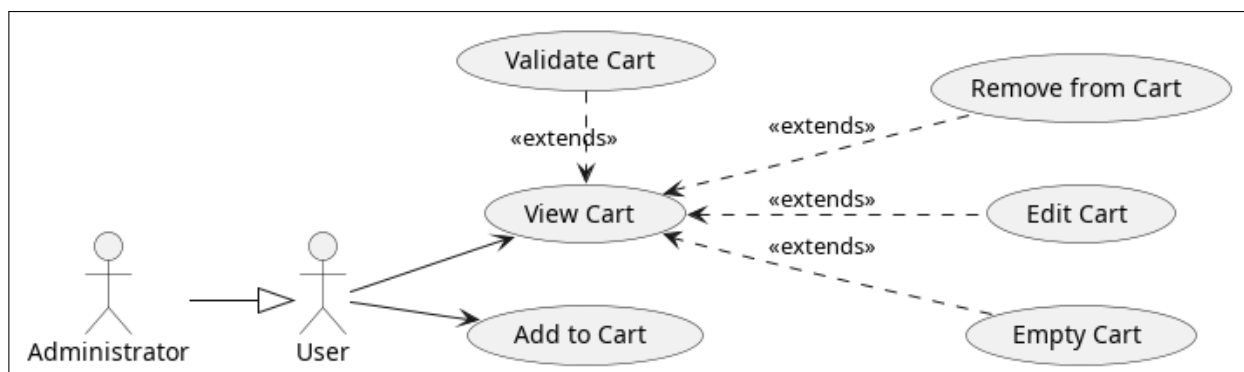 Validate Cart
Remove from Cart
«extends»
«extends»
View Cart
«extends»
Edit Cart
«extends»
Add to Cart
Empty Cart
Administrator
User